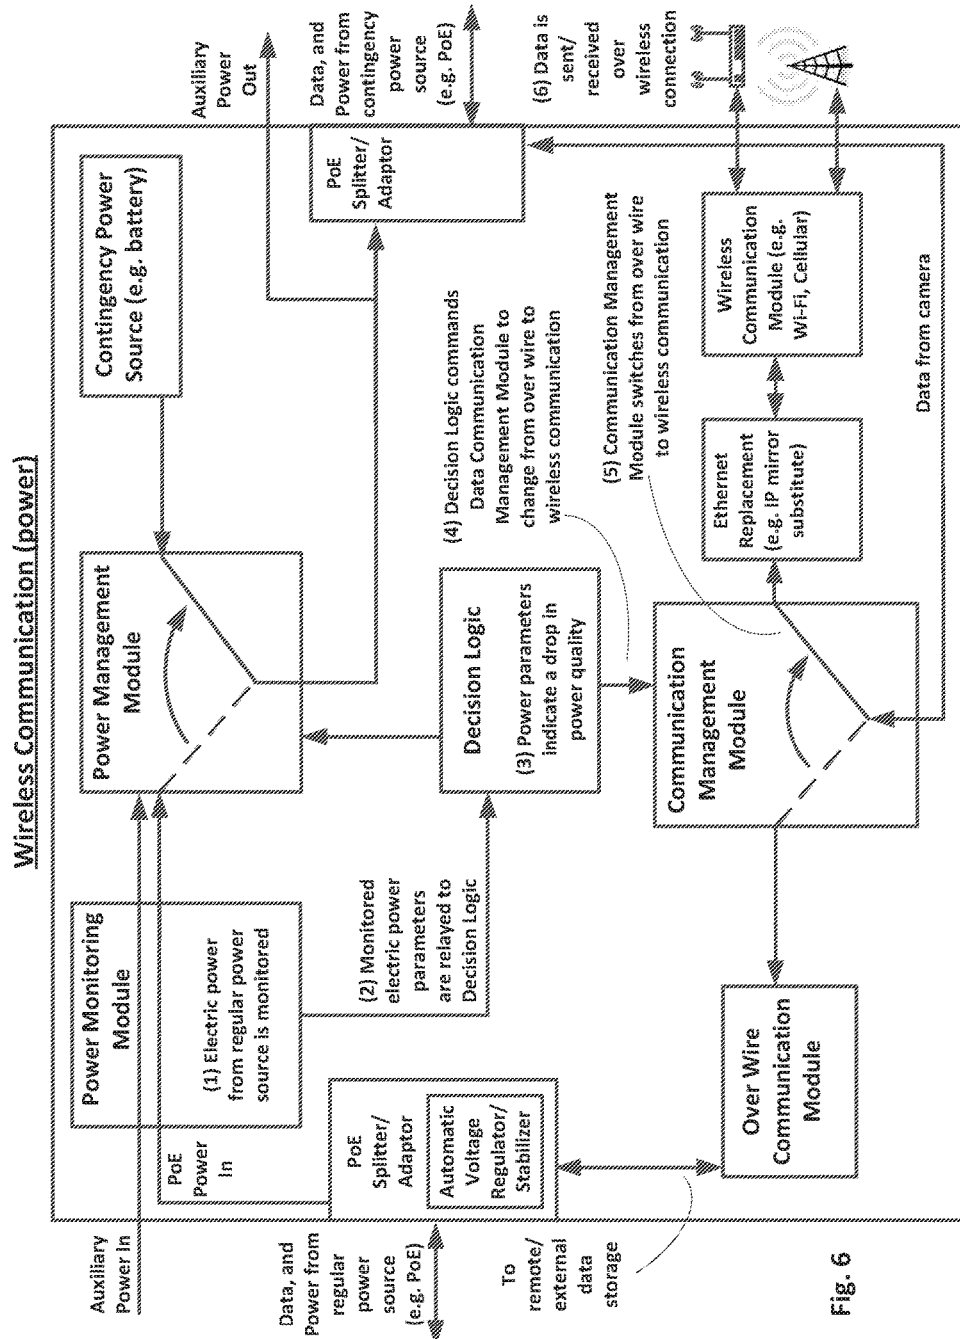 Wireless Communication (power)
Auxiliary
Power In
Data, and
Power from
regular
power
source
(e.g. PoE)
To
remote/
external
data
storage
PoE
Power
In
PoE
Splitter/
Adaptor
Automatic
Voltage
Regulator/
Stabilizer
Power Monitoring
Module
(1) Electric power
from regular power
source is monitored
(2) Monitored
electric power
parameters
are relayed to
Decision Logic
Over Wire
Communication
Module
Power Management
Module
Decision Logic
(3) Power parameters
indicate a drop in
power quality
Communication
Management
Module
Contingency Power
Source (e.g. battery)
(4) Decision Logic commands
Data Communication
Management Module to
change from over wire to
wireless communication
(5) Communication Management
Module switches from over wire
to wireless communication
Ethernet
Replacement
(e.g. IP mirror
substitute)
Wireless
Communication
Module (e.g.
Wi-Fi, Cellular)
PoE
Splitter/
Adaptor
Data from camera
Auxiliary
Power
Out
Data, and
Power from
contingency
power
source
(e.g. PoE)
(6) Data is
sent/
received
over
wireless
connection
Fig. 6